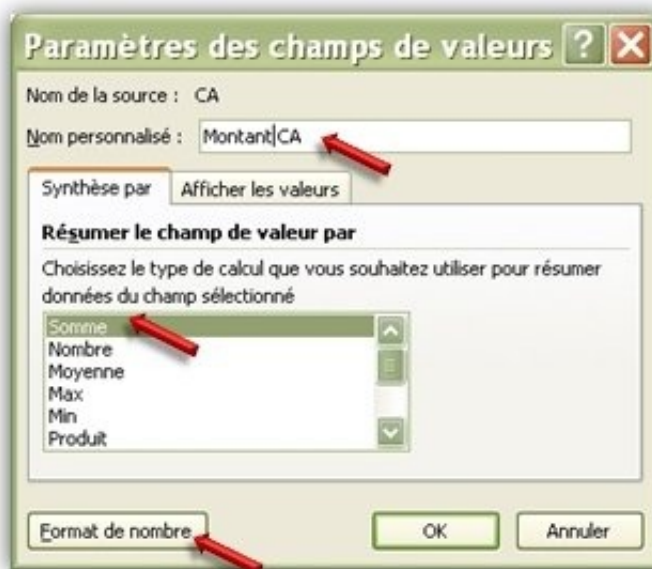 Paramètres des champs de valeurs
Nom de la source : CA
Nom personnalisé : Montant CA
Synthèse par Afficher les valeurs
Résumer le champ de valeur par
Choisissez le type de calcul que vous souhaitez utiliser pour résumer
données du champ sélectionné
Somme
Nombre
Moyenne
Max
Min
Produit
Format de nombre OK Annuler